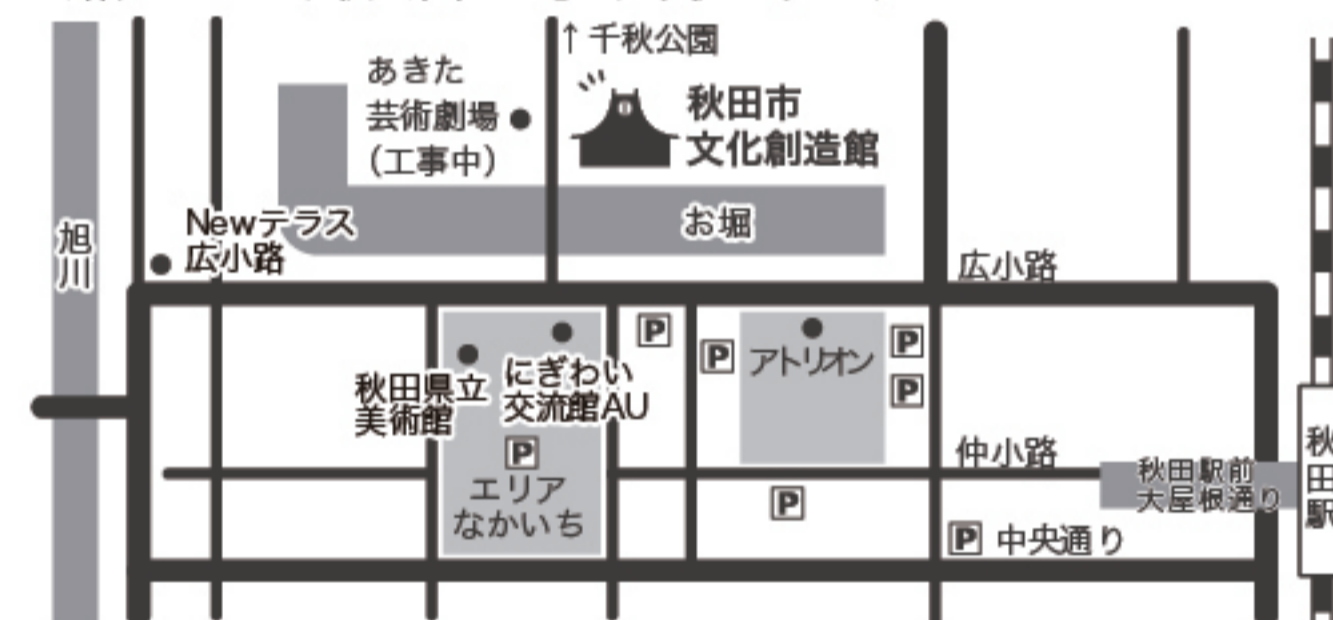 ↑千秋公園
あきた
芸術劇場
(工事中)
秋田市
文化創造館
お堀
旭川
Newテラス
広小路
広小路
P
P
アトリオン
P
P
秋田県立
美術館
にぎわい
交流館AU
P
エリア
なかいち
仲小路
秋田駅前
大屋根通り
秋田駅
P
P 中央通り